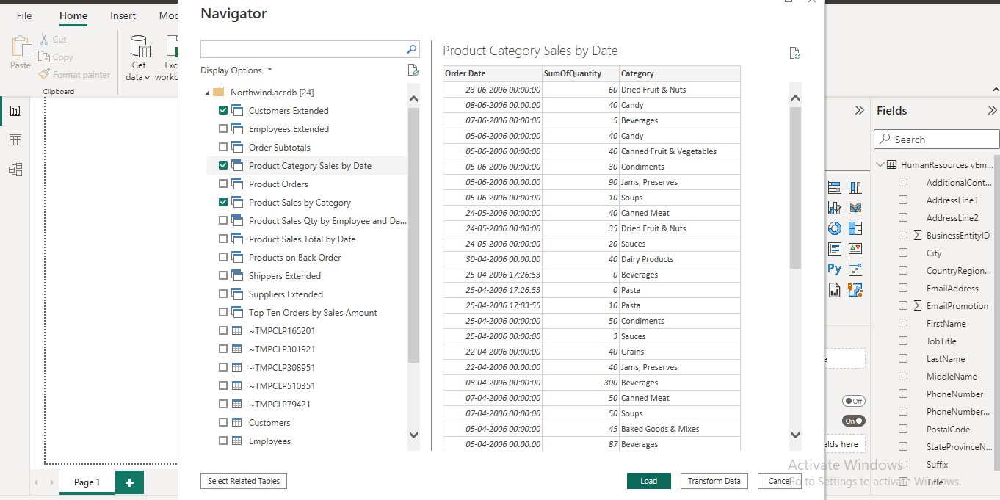 File
Home
Insert
Paste
Cut
Copy
Format painter
Clipboard
Get
data
Page 1
+
Navigator
Display Options
Northwind.accdb [24]
Customers Extended
Employees Extended
Order Subtotals
Product Category Sales by Date
Product Orders
Product Sales by Category
Product Sales Qty by Employee and Da...
Product Sales Total by Date
Products on Back Order
Shippers Extended
Suppliers Extended
Top Ten Orders by Sales Amount
~TMPCLP165201
~TMPCLP301921
~TMPCLP308951
~TMPCLP510351
~TMPCLP79421
Customers
Employees
Select Related Tables
Product Category Sales by Date
Order Date SumOfQuantity Category
23-06-2006 00:00:00 60 Dried Fruit & Nuts
08-06-2006 00:00:00 40 Candy
07-06-2006 00:00:00 5 Beverages
05-06-2006 00:00:00 40 Candy
05-06-2006 00:00:00 40 Canned Fruit & Vegetables
05-06-2006 00:00:00 30 Condiments
05-06-2006 00:00:00 90 Jams, Preserves
05-06-2006 00:00:00 10 Soups
24-05-2006 00:00:00 40 Canned Meat
24-05-2006 00:00:00 35 Dried Fruit & Nuts
24-05-2006 00:00:00 20 Sauces
30-04-2006 00:00:00 40 Dairy Products
25-04-2006 17:26:53 0 Beverages
25-04-2006 17:26:53 0 Pasta
25-04-2006 17:03:55 10 Pasta
25-04-2006 00:00:00 50 Condiments
25-04-2006 00:00:00 3 Sauces
22-04-2006 00:00:00 40 Grains
22-04-2006 00:00:00 40 Jams, Preserves
08-04-2006 00:00:00 300 Beverages
07-04-2006 00:00:00 50 Canned Meat
07-04-2006 00:00:00 50 Soups
05-04-2006 00:00:00 45 Baked Goods & Mixes
05-04-2006 00:00:00 87 Beverages
Load
Transform Data
Cancel
Py
Off
On
here
Fields
Search
HumanResources vEm...
AdditionalCont...
AddressLine1
AddressLine2
BusinessEntityID
City
CountryRegion...
EmailAddress
EmailPromotion
FirstName
JobTitle
LastName
MiddleName
PhoneNumber
PhoneNumber...
PostalCode
StateProvinceN...
Suffix
Title
Activate Windows
Go to Settings to activate Windows.